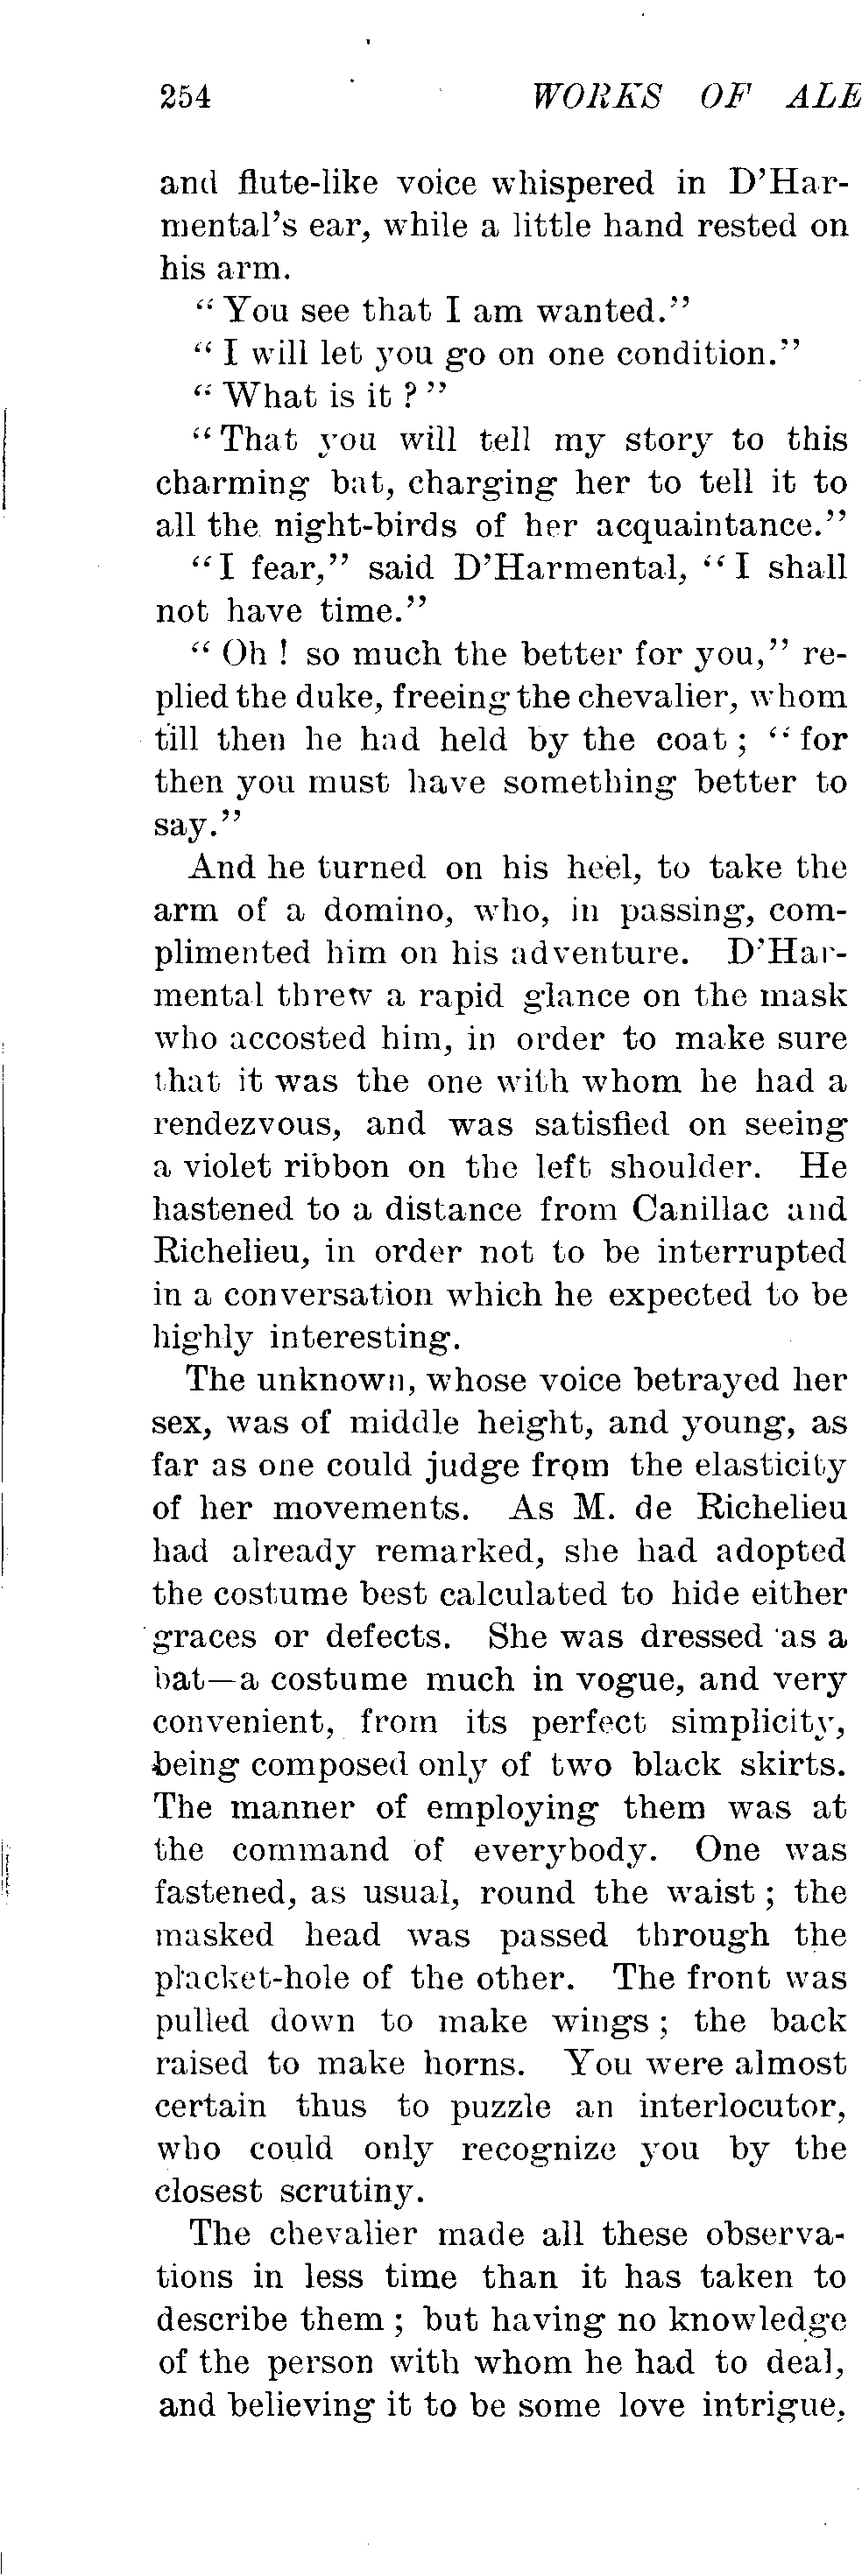 254 WORKS OF ALE
and flute-like voice whispered in D'Har-
mental's ear, while a little hand rested on
his arm.
" You see that I am wanted."
" I will let you go on one condition."
" What is it ? "
" That you will tell my story to this
charming bat, charging her to tell it to
all the night-birds of her acquaintance."
" I fear," said D'Harmental, " I shall
not have time."
" Oh ! so much the better for you," re-
plied the duke, freeing the chevalier, whom
till then he had held by the coat ; " for
then you must have something better to
say."
And he turned on his heel, to take the
arm of a domino, who, in passing, com-
plimented him on his adventure. D'Har-
mental threw a rapid glance on the mask
who accosted him, in order to make sure
that it was the one with whom he had a
rendezvous, and was satisfied on seeing
a violet ribbon on the left shoulder. He
hastened to a distance from Canillac and
Richelieu, in order not to be interrupted
in a conversation which he expected to be
highly interesting.
The unknown, whose voice betrayed her
sex, was of middle height, and young, as
far as one could judge from the elasticity
of her movements. As M. de Richelieu
had already remarked, she had adopted
the costume best calculated to hide either
graces or defects. She was dressed as a
bat—a costume much in vogue, and very
convenient, from its perfect simplicity,
being composed only of two black skirts.
The manner of employing them was at
the command of everybody. One was
fastened, as usual, round the waist ; the
masked head was passed through the
placket-hole of the other. The front was
pulled down to make wings ; the back
raised to make horns. You were almost
certain thus to puzzle an interlocutor,
who could only recognize you by the
closest scrutiny.
The chevalier made all these observa-
tions in less time than it has taken to
describe them ; but having no knowledge
of the person with whom he had to deal,
and believing it to be some love intrigue,